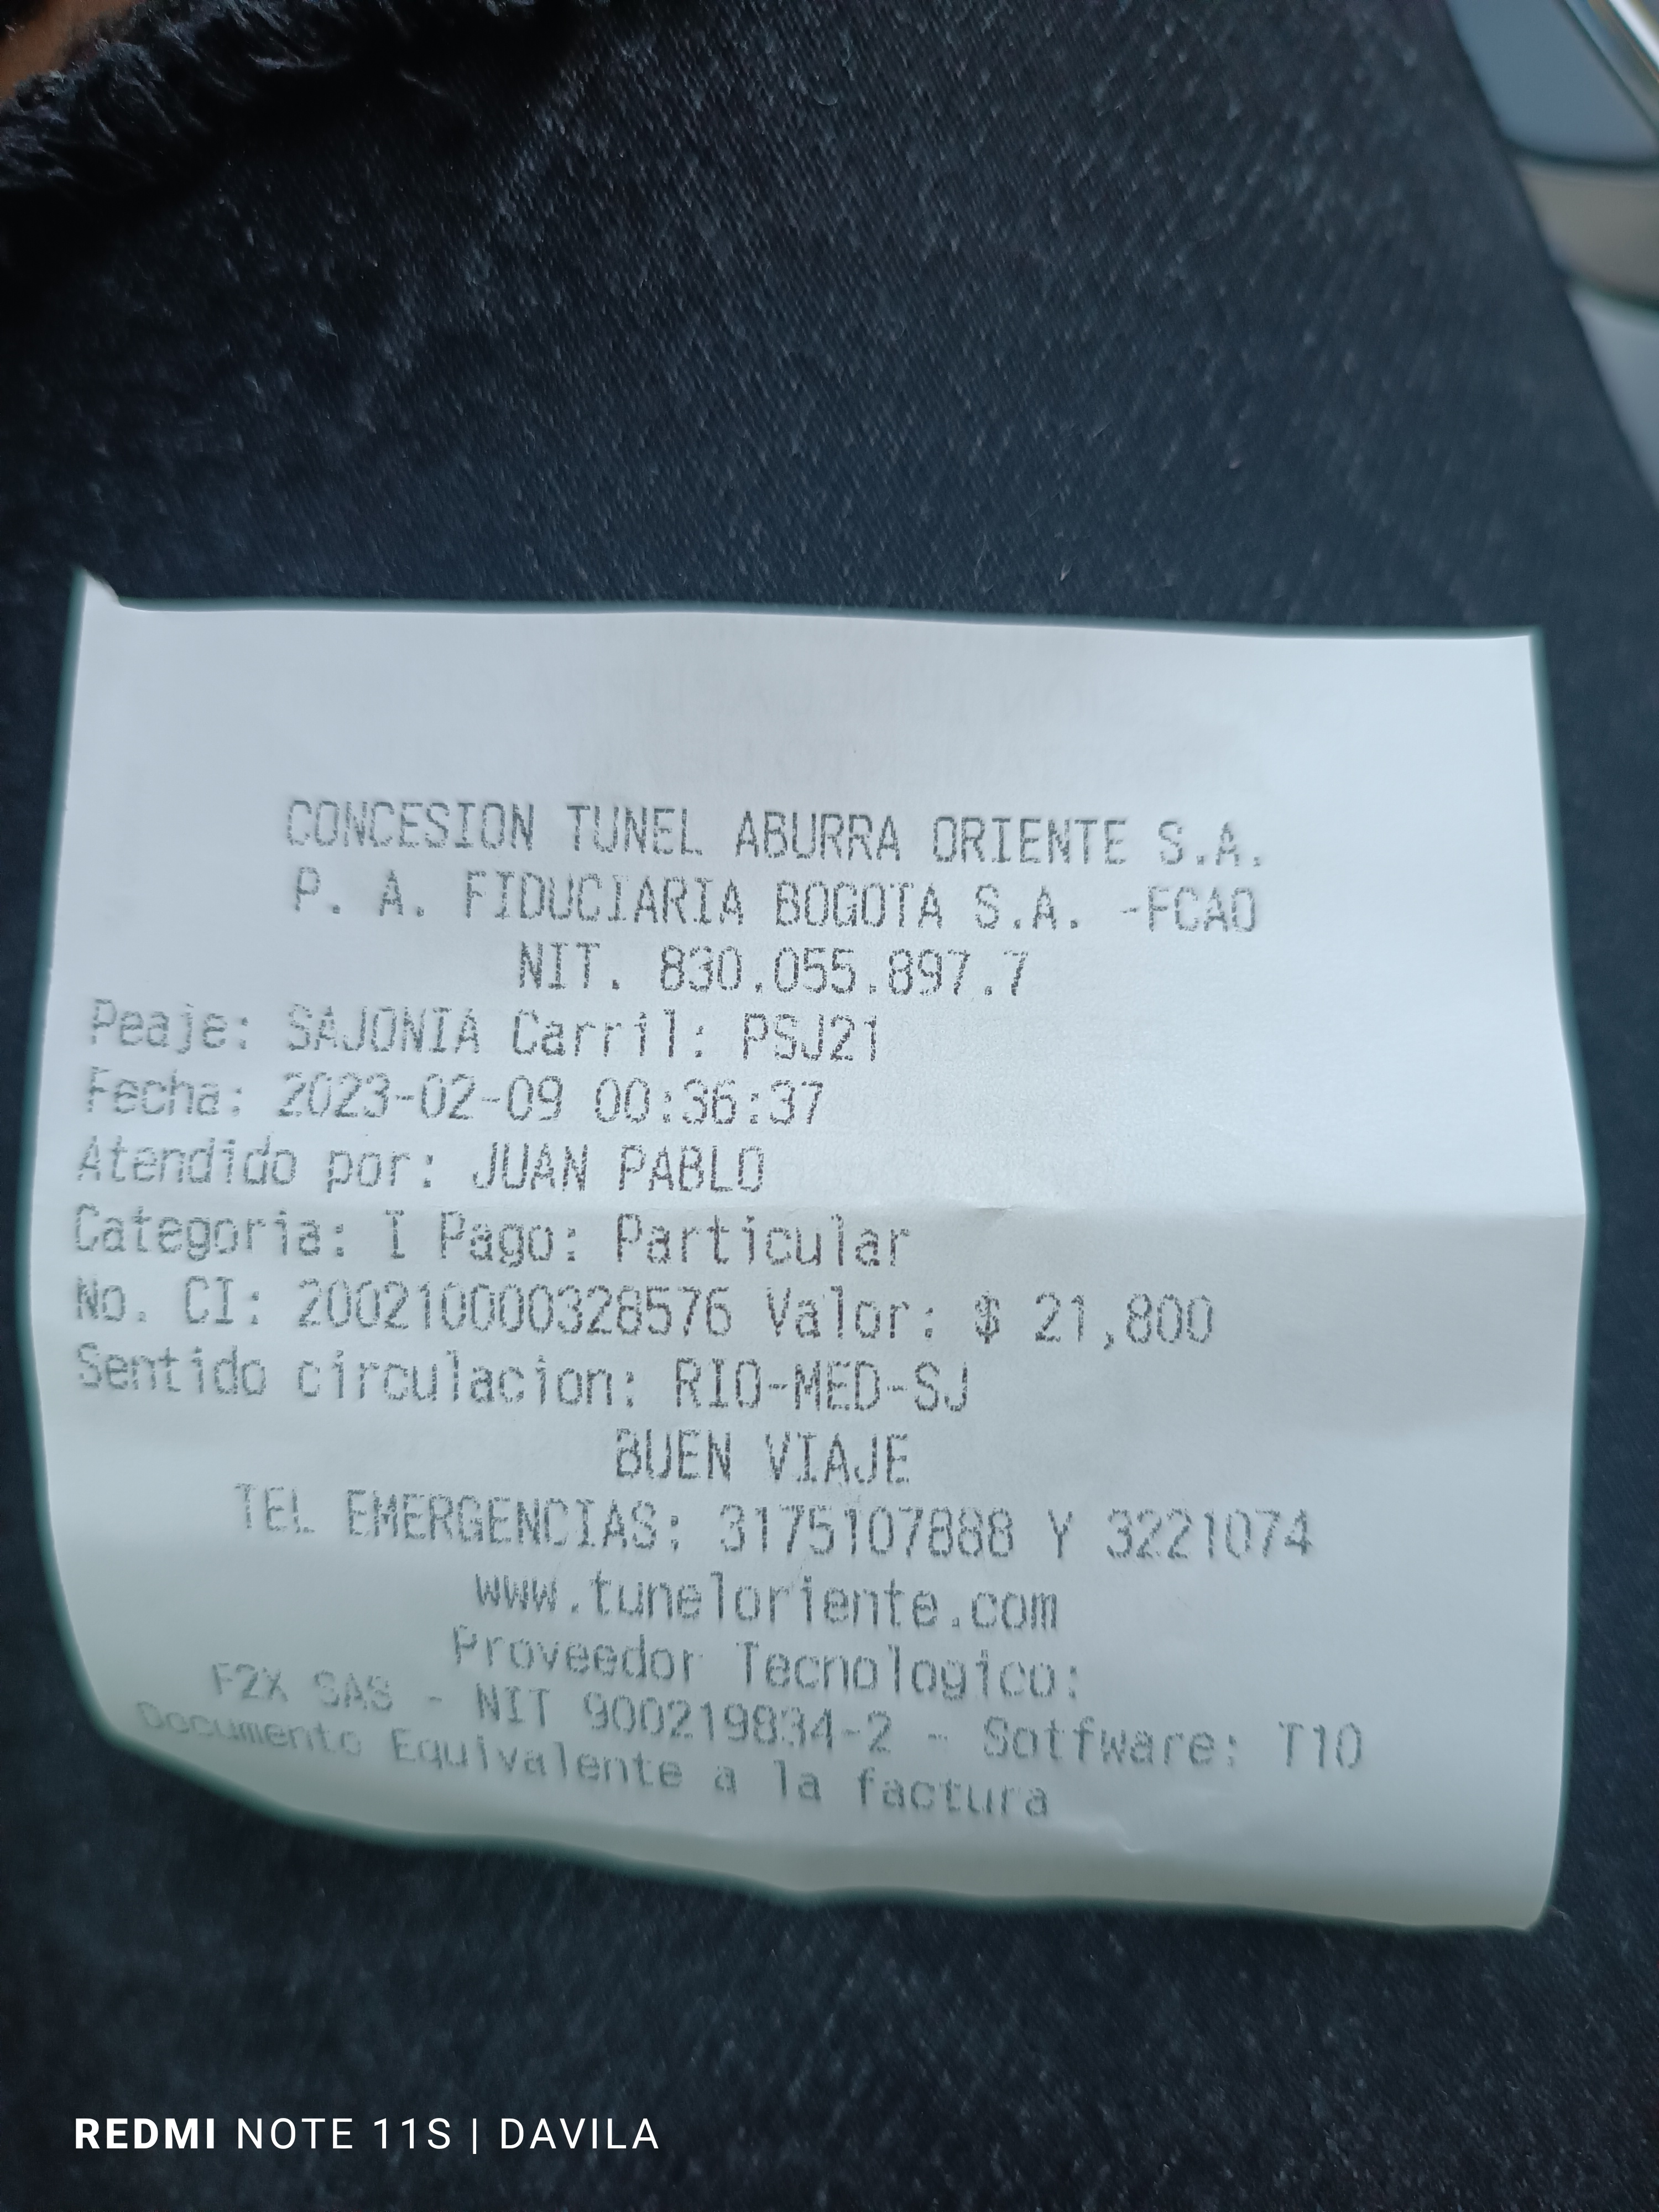 CONCESION TUNEL ABURRA ORIENTE S.A.
P. A. FIDUCIARIA BOGOTA S.A. -FCAO
NIT. 830.055.897.7
Peaje: SAJONIA Carril: PSJ21
Fecha: 2023-02-09 00:36:37
Atendido por: JUAN PABLO
Categoria: I Pago: Particular
No. CI: 200210000328576 Valor: $ 21,800
Sentido circulacion: RIO-MED-SJ
BUEN VIAJE
TEL EMERGENCIAS: 3175107888 Y 3221074
www.tuneloriente.com
Proveedor Tecnologico:
F2X SAS - NIT 900219834-2 - Sotfware: T10
Documento Equivalente a la factura
REDMI NOTE 11S | DAVILA